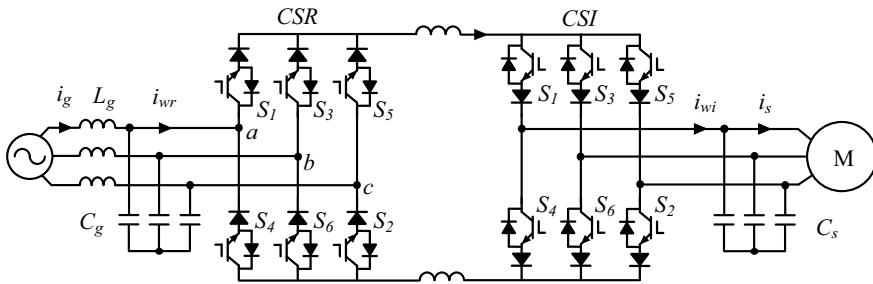 CSR
CSI
i_g
L_g
i_wr
S_1
S_3
S_5
S_1
S_3
S_5
i_wi
i_s
a
b
c
M
C_g
S_4
S_6
S_2
S_4
S_6
S_2
C_s